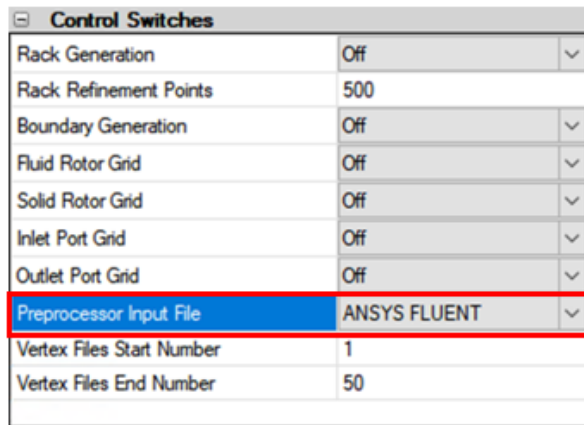 Control Switches
Rack Generation Off
Rack Refinement Points 500
Boundary Generation Off
Fluid Rotor Grid Off
Solid Rotor Grid Off
Inlet Port Grid Off
Outlet Port Grid Off
Preprocessor Input File ANSYS FLUENT
Vertex Files Start Number 1
Vertex Files End Number 50